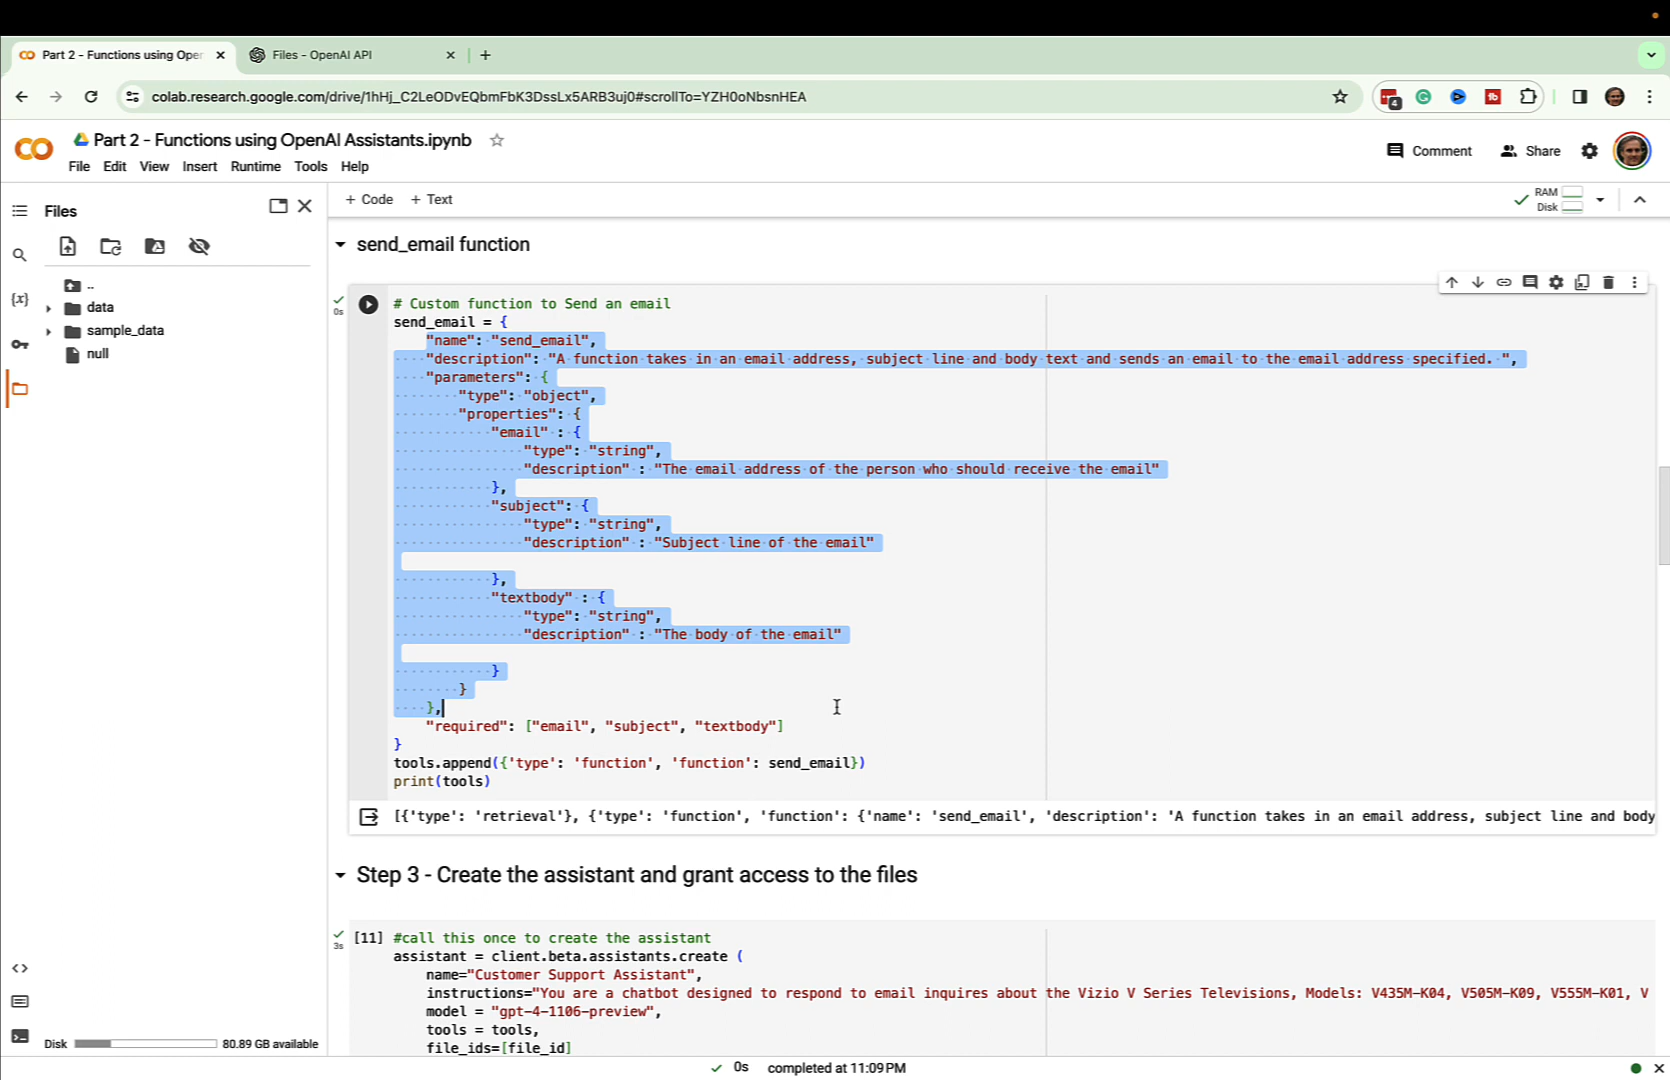 Part 2 - Functions using Oper
Files - OpenAI API
colab.research.google.com/drive/1hHj_C2LeODvEQbmFbK3DssLx5ARB3uj0#scrollTo=YZH0oNbsnHEA
4
Part 2 - Functions using OpenAI Assistants.ipynb
File Edit View Insert Runtime Tools Help
Comment
Share
Files
+ Code + Text
RAM
Disk
..
data
sample_data
null
{x}
send_email function
0s
# Custom function to Send an email
send_email = {
"name": "send_email",
"description": "A function takes in an email address, subject line and body text and sends an email to the email address specified. ",
"parameters": {
"type": "object",
"properties": {
"email" : {
"type": "string",
"description" : "The email address of the person who should receive the email"
},
"subject": {
"type": "string",
"description" : "Subject line of the email"
},
"textbody" : {
"type": "string",
"description" : "The body of the email"
}
}
},
"required": ["email", "subject", "textbody"]
}
tools.append({'type': 'function', 'function': send_email})
print(tools)
[{'type': 'retrieval'}, {'type': 'function', 'function': {'name': 'send_email', 'description': 'A function takes in an email address, subject line and body
Step 3 - Create the assistant and grant access to the files
3s
[11] #call this once to create the assistant
assistant = client.beta.assistants.create (
name="Customer Support Assistant",
instructions="You are a chatbot designed to respond to email inquires about the Vizio V Series Televisions, Models: V435M-K04, V505M-K09, V555M-K01, V
model = "gpt-4-1106-preview",
tools = tools,
file_ids=[file_id]
Disk 80.89 GB available
0s completed at 11:09 PM